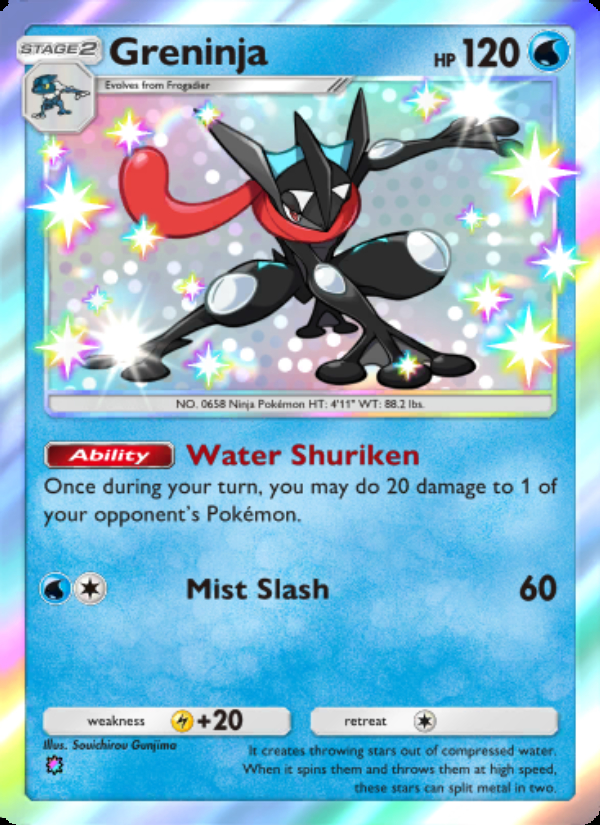 STAGE 2 Greninja HP 120
Evolves from Frogadier
NO. 0658 Ninja Pokémon HT: 4'11" WT: 88.2 lbs.
Ability Water Shuriken
Once during your turn, you may do 20 damage to 1 of
your opponent's Pokémon.
Mist Slash 60
weakness +20 retreat
Illus. Souichirou Gunjima
It creates throwing stars out of compressed water.
When it spins them and throws them at high speed,
these stars can split metal in two.